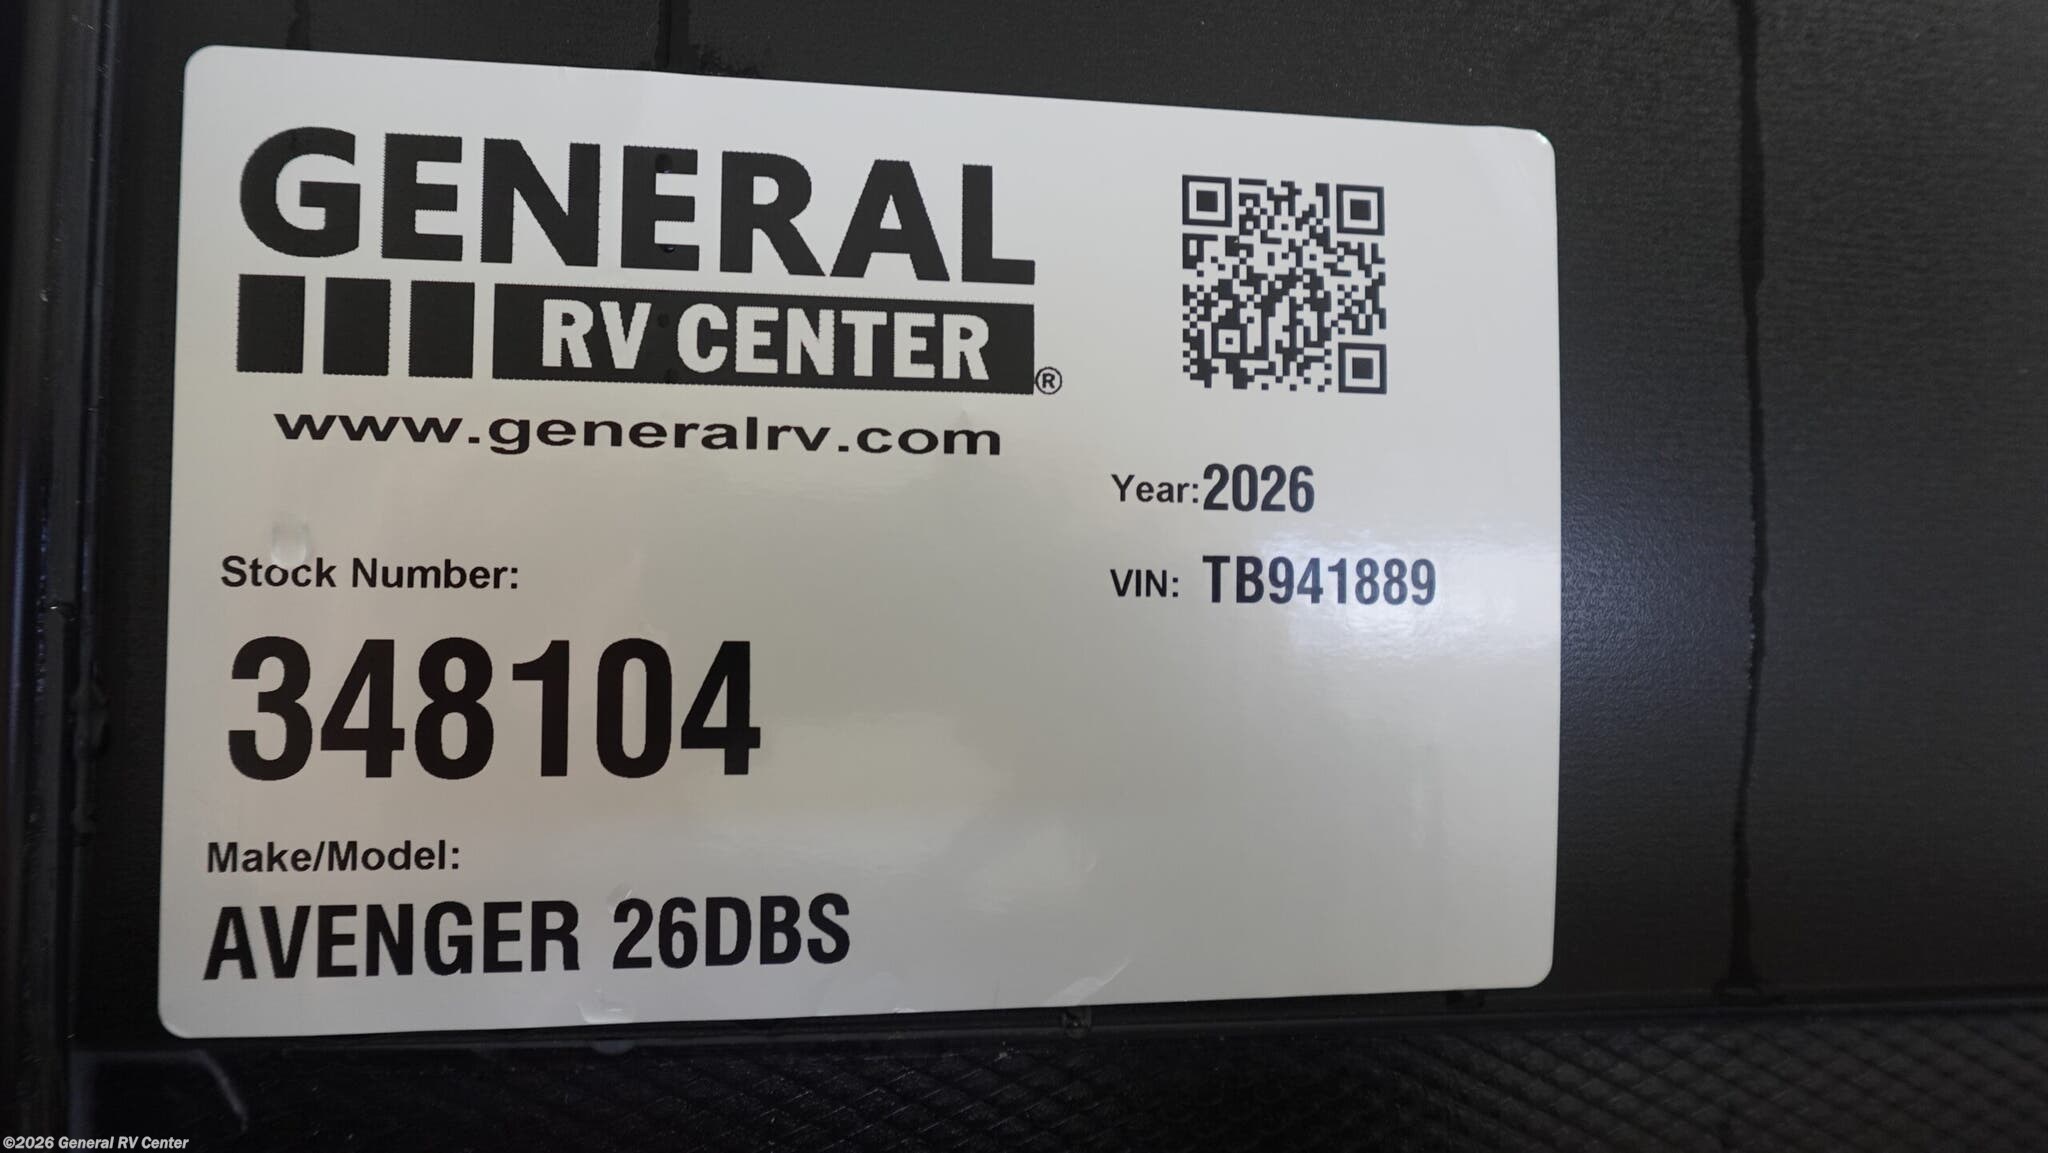 GENERAL
RV CENTER®
www.generalrv.com
Year: 2026
VIN: TB941889
Stock Number:
348104
Make/Model:
AVENGER 26DBS
©2026 General RV Center